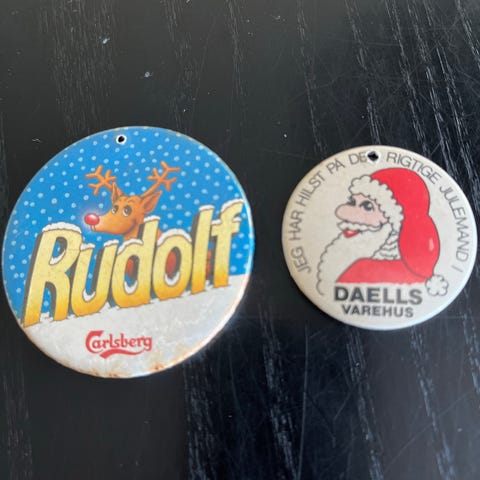 Rudolf
Carlsberg
JEG HAR HILST PÅ DEN RIGTIGE JULEMAND I
DAELLS
VAREHUS